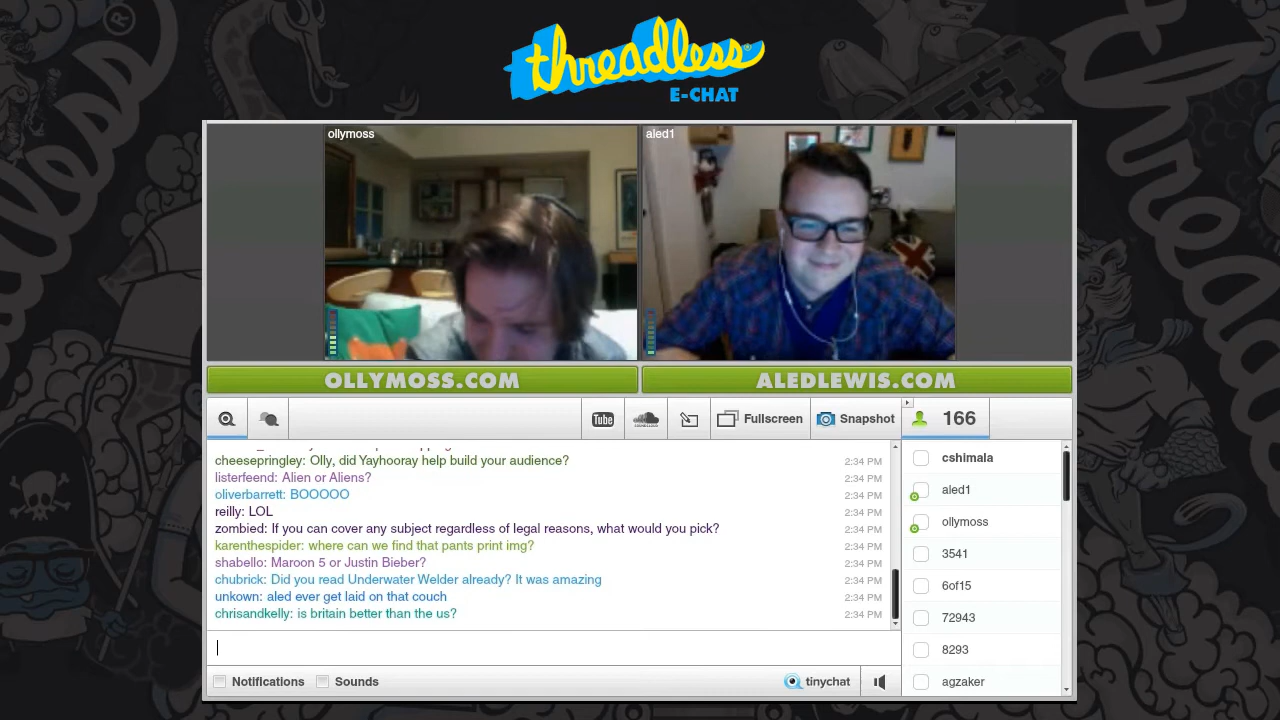 threadless
E-CHAT
ollymoss
aled1
OLLYMOSS.COM
ALEDLEWIS.COM
You Tube
SOUNDCLOUD
Fullscreen
Snapshot
166
cheesepringley: Olly, did Yayhooray help build your audience? 2:34 PM
listerfeend: Alien or Aliens? 2:34 PM
oliverbarrett: BOOOOO 2:34 PM
reilly: LOL 2:34 PM
zombied: If you can cover any subject regardless of legal reasons, what would you pick? 2:34 PM
karenthespider: where can we find that pants print img? 2:34 PM
shabello: Maroon 5 or Justin Bieber? 2:34 PM
chubrick: Did you read Underwater Welder already? It was amazing 2:34 PM
unkown: aled ever get laid on that couch 2:34 PM
chrisandkelly: is britain better than the us? 2:34 PM
cshimala
aled1
ollymoss
3541
6of15
72943
8293
agzaker
Notifications
Sounds
tinychat